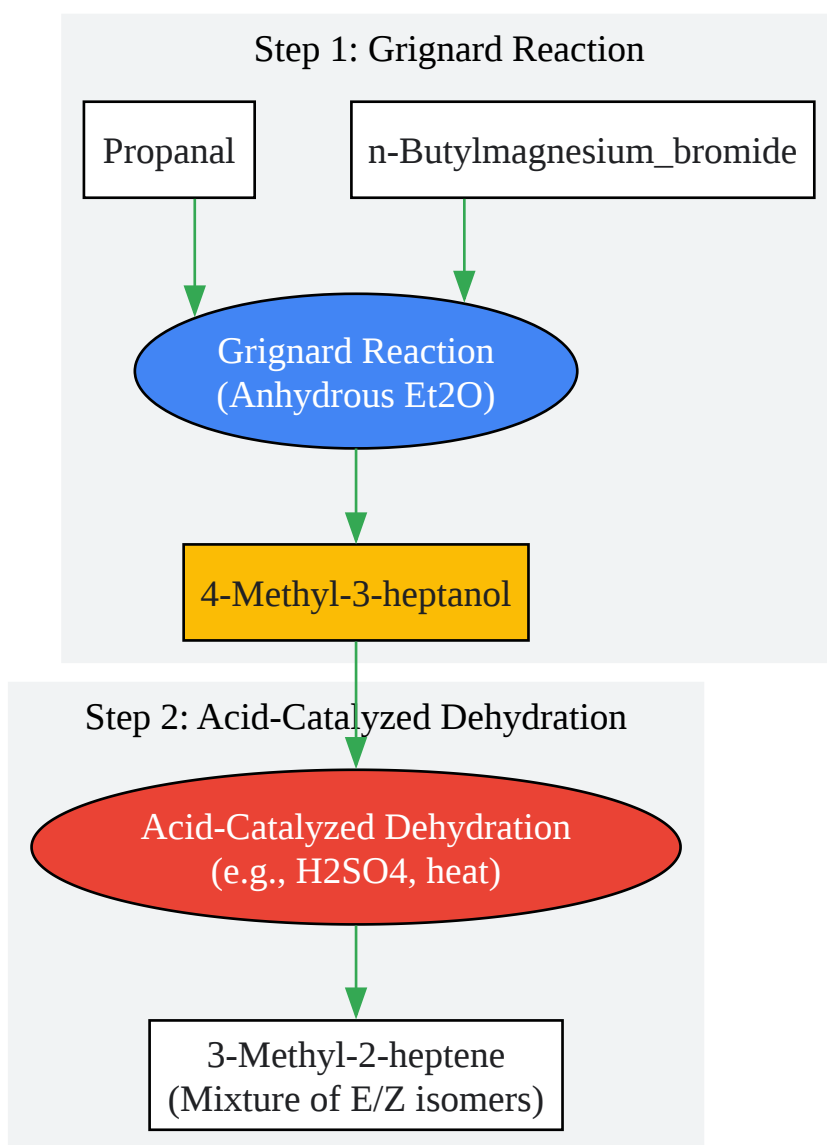 Step 1: Grignard Reaction
Propanal
n-Butylmagnesium_bromide
Grignard Reaction
(Anhydrous Et2O)
4-Methyl-3-heptanol
Step 2: Acid-Catalyzed Dehydration
Acid-Catalyzed Dehydration
(e.g., H2SO4, heat)
3-Methyl-2-heptene
(Mixture of E/Z isomers)